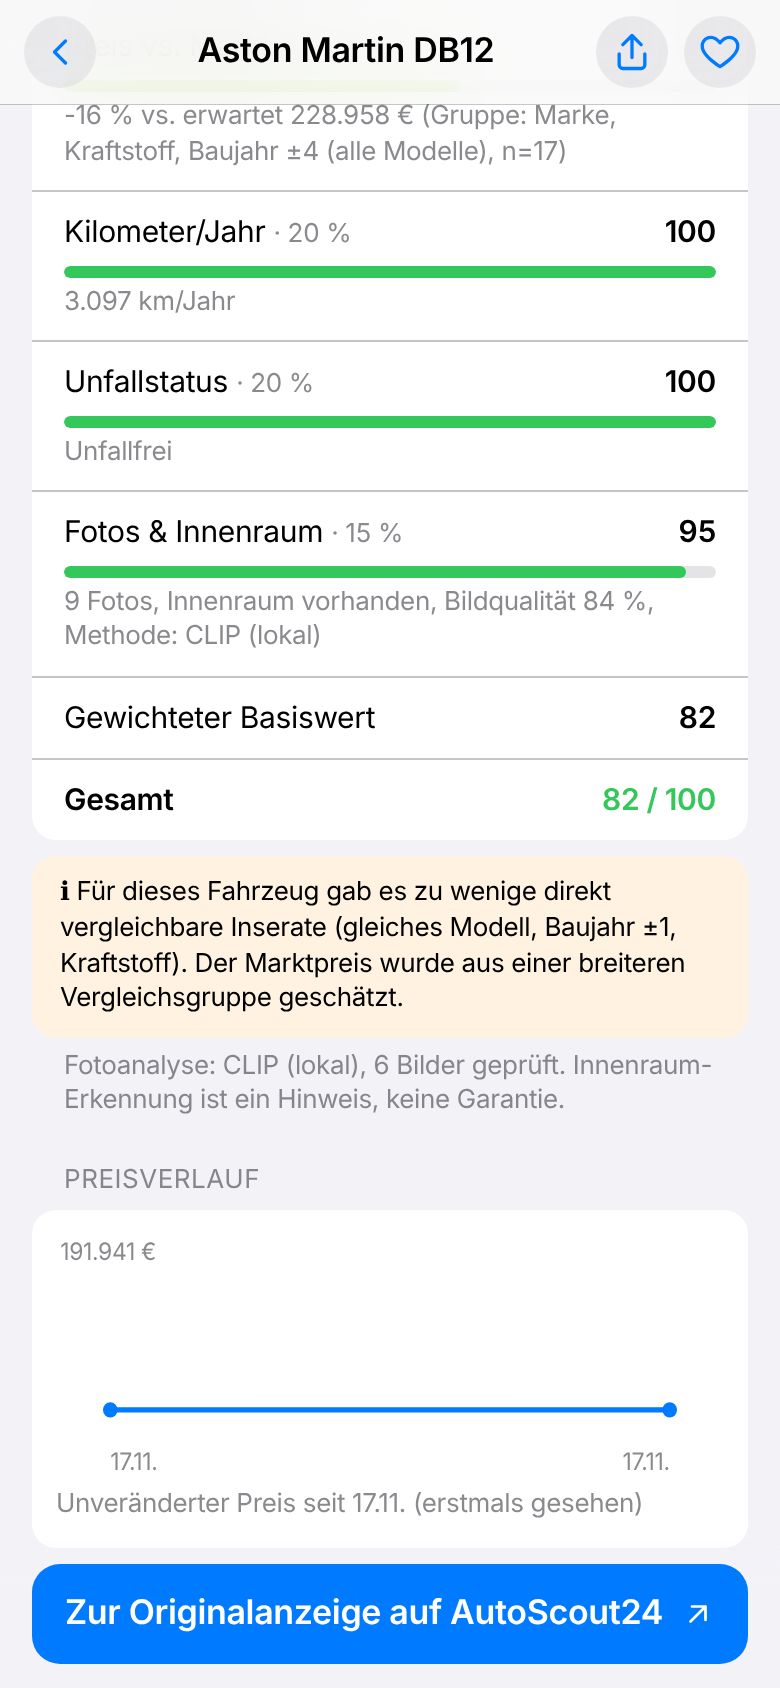 Aston Martin DB12
-16 % vs. erwartet 228.958 € (Gruppe: Marke,
Kraftstoff, Baujahr ±4 (alle Modelle), n=17)
Kilometer/Jahr · 20 % 100
3.097 km/Jahr
Unfallstatus · 20 % 100
Unfallfrei
Fotos & Innenraum · 15 % 95
9 Fotos, Innenraum vorhanden, Bildqualität 84 %,
Methode: CLIP (lokal)
Gewichteter Basiswert 82
Gesamt 82 / 100
ℹ Für dieses Fahrzeug gab es zu wenige direkt
vergleichbare Inserate (gleiches Modell, Baujahr ±1,
Kraftstoff). Der Marktpreis wurde aus einer breiteren
Vergleichsgruppe geschätzt.
Fotoanalyse: CLIP (lokal), 6 Bilder geprüft. Innenraum-
Erkennung ist ein Hinweis, keine Garantie.
PREISVERLAUF
191.941 €
17.11. 17.11.
Unveränderter Preis seit 17.11. (erstmals gesehen)
Zur Originalanzeige auf AutoScout24